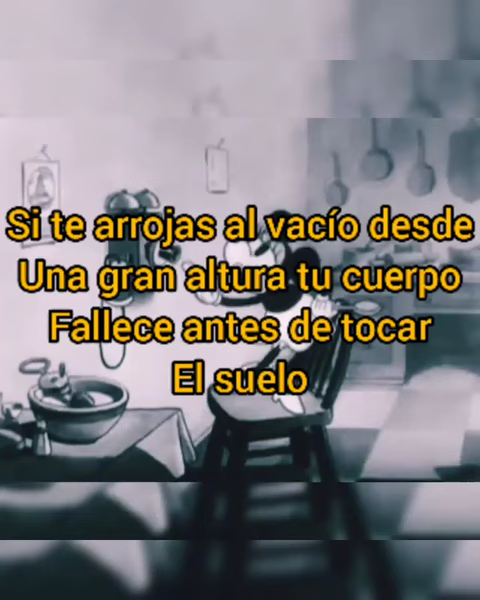 Si te arrojas al vacío desde
Una gran altura tu cuerpo
Fallece antes de tocar
El suelo